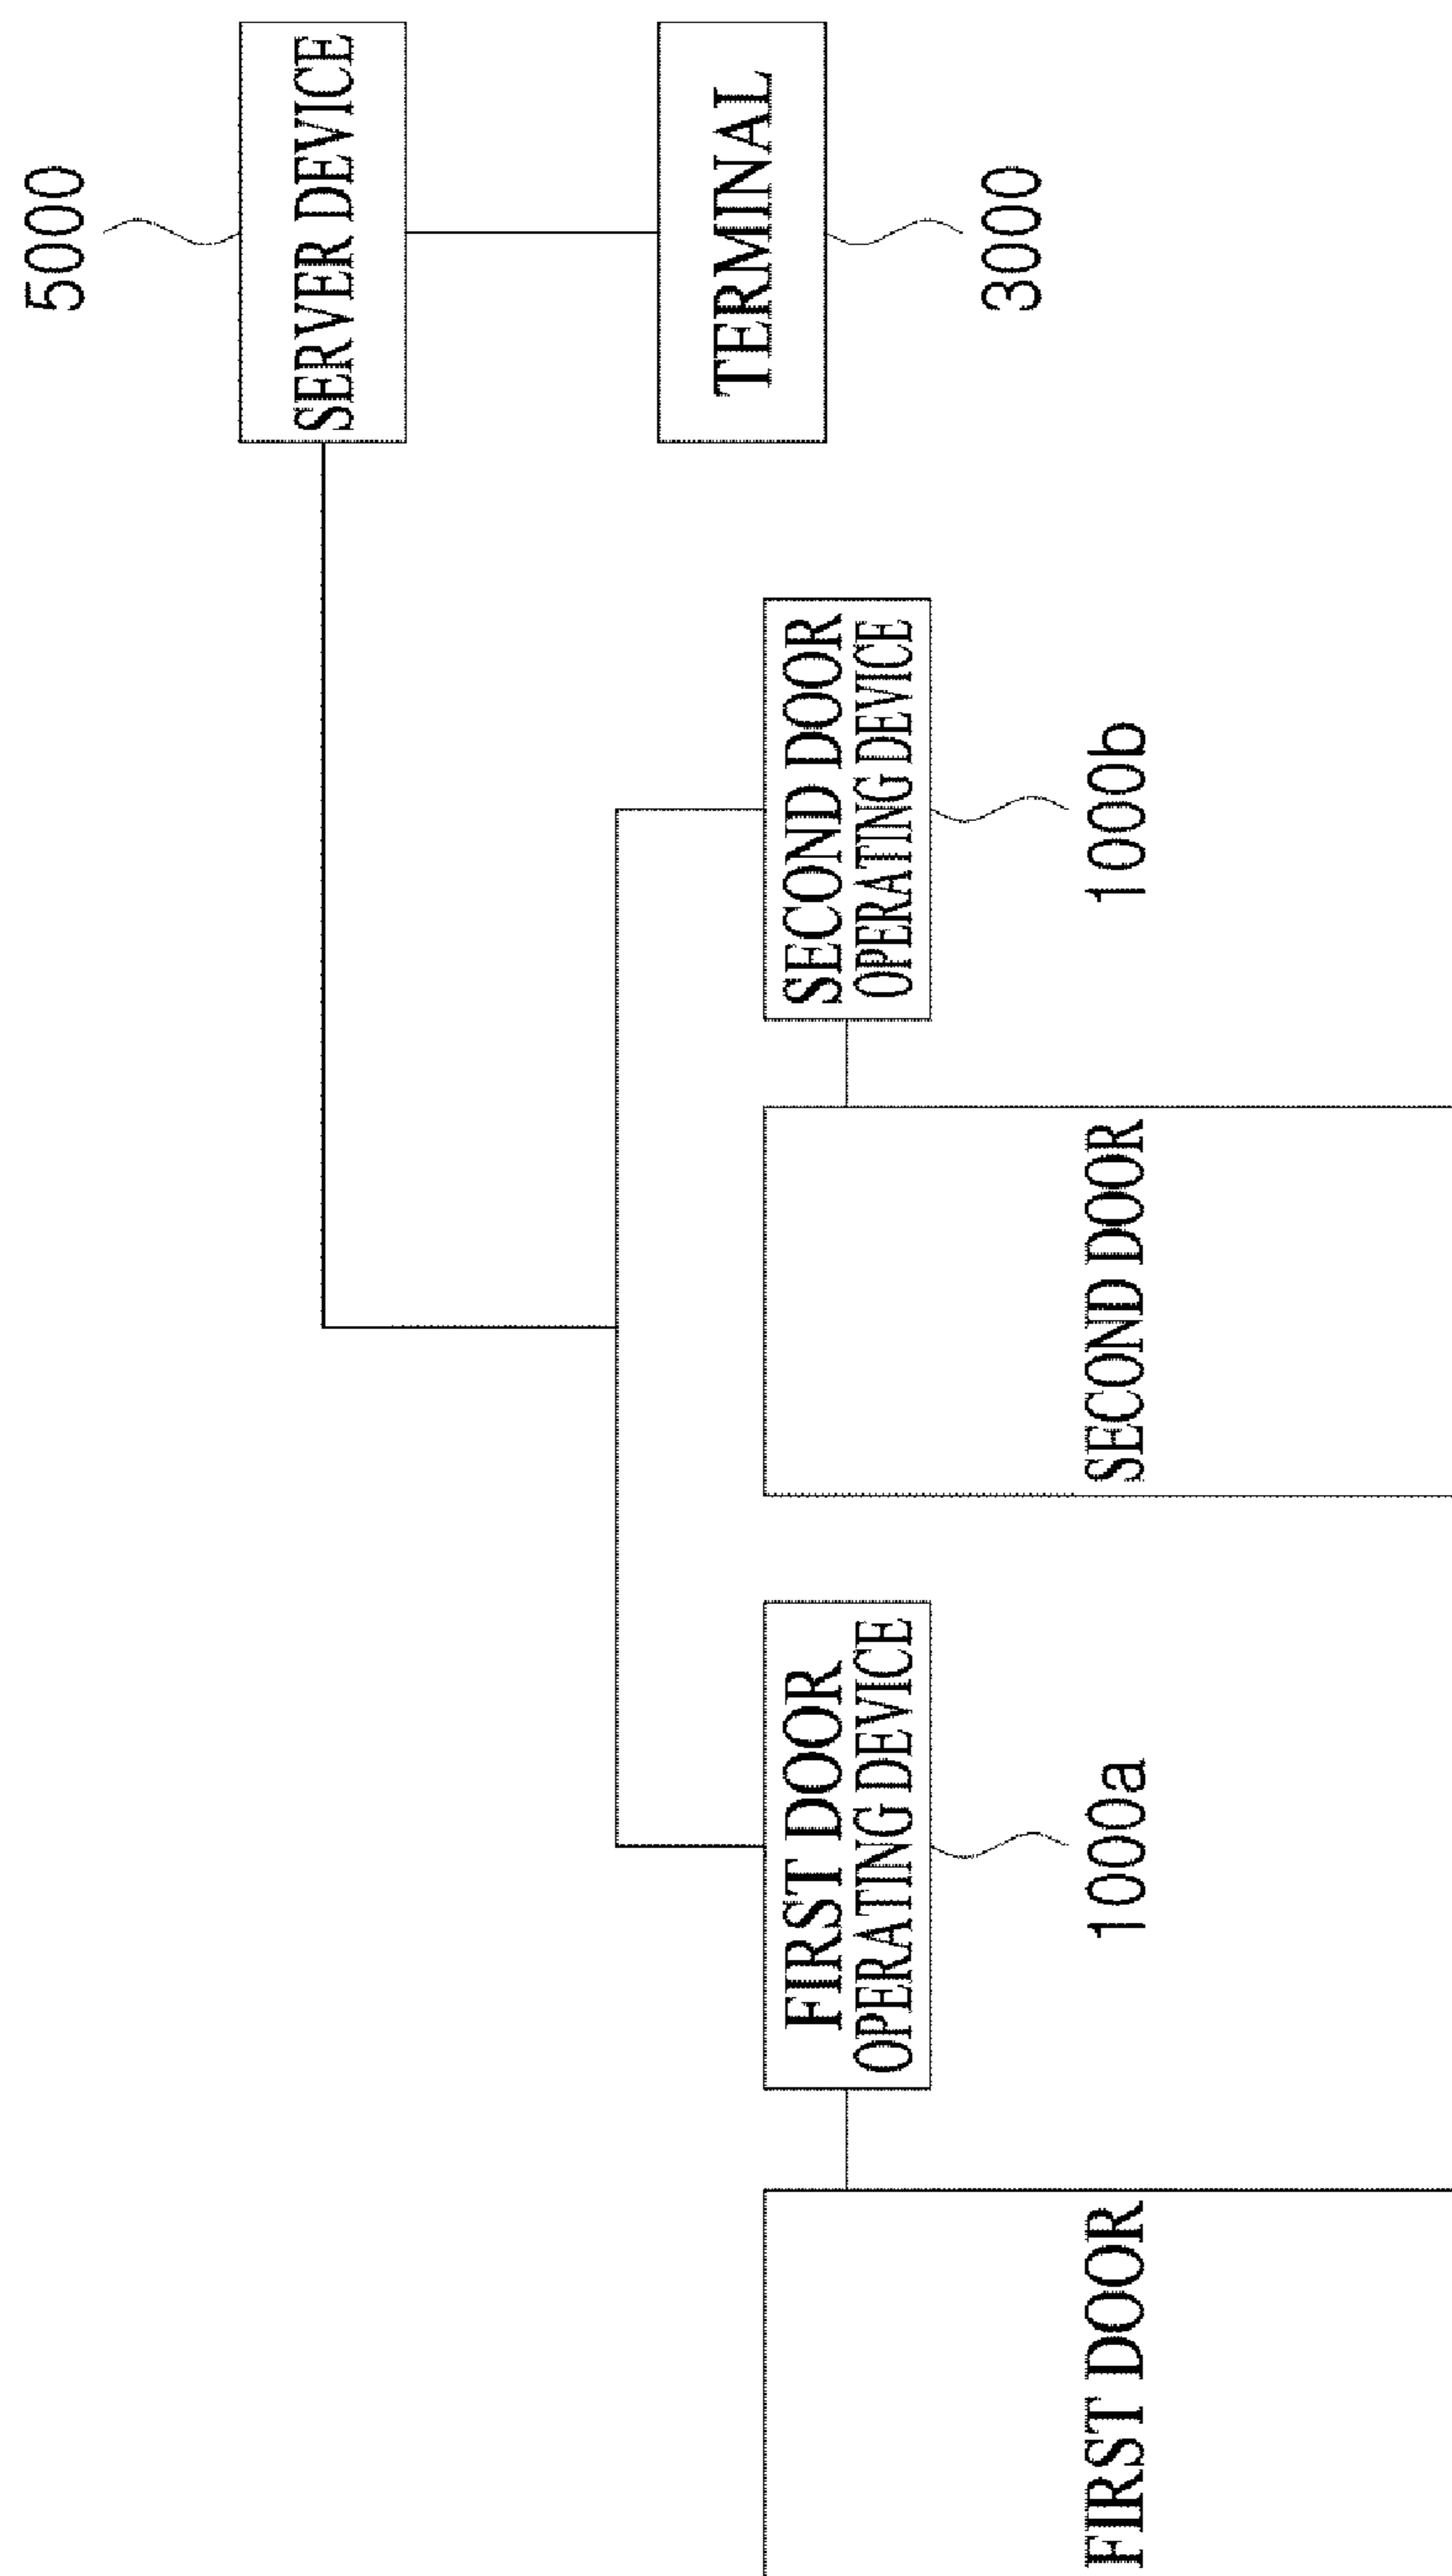 5000
SERVER DEVICE
TERMINAL
3000
FIRST DOOR
OPERATING DEVICE
SECOND DOOR
OPERATING DEVICE
FIRST DOOR
1000a
SECOND DOOR
1000b